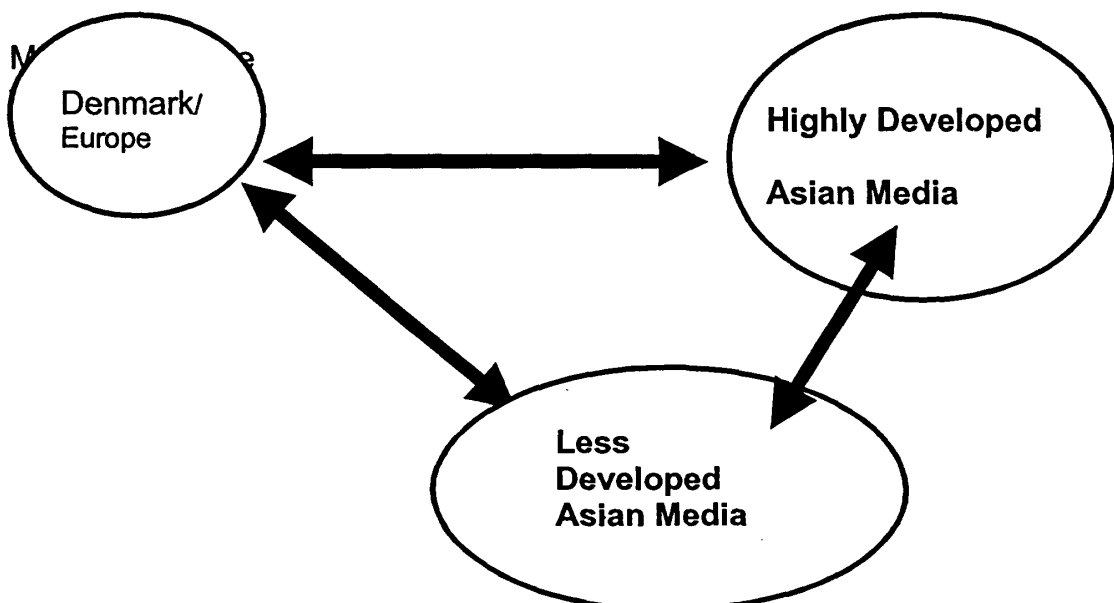 Denmark/
Europe
Highly Developed
Asian Media
Less
Developed
Asian Media